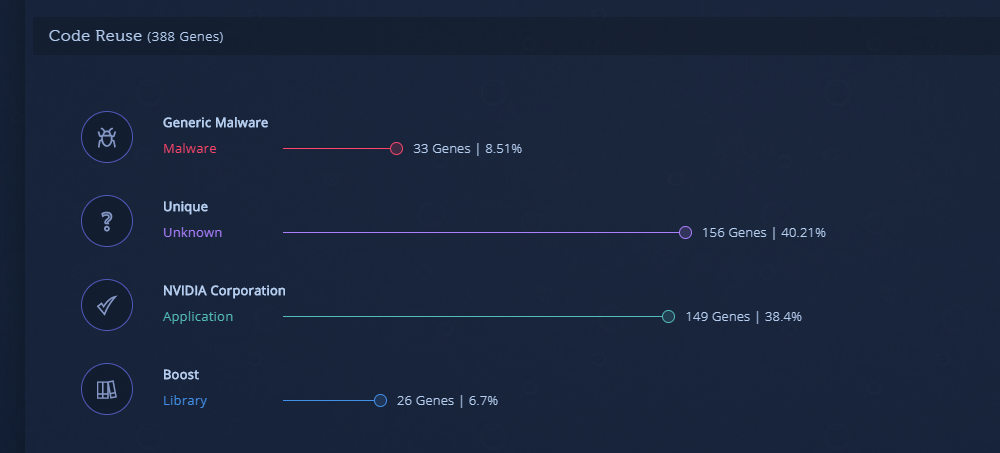 Code Reuse (388 Genes)
Generic Malware
Malware 33 Genes | 8.51%
Unique
Unknown 156 Genes | 40.21%
NVIDIA Corporation
Application 149 Genes | 38.4%
Boost
Library 26 Genes | 6.7%